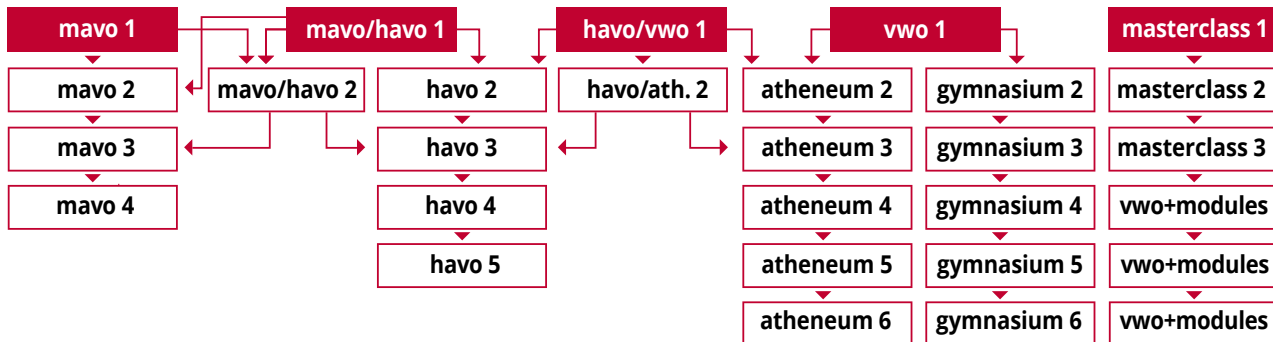 mavo 1
mavo/havo 1
havo/vwo 1
vwo 1
masterclass 1
mavo 2
mavo/havo 2
havo 2
havo/ath. 2
atheneum 2
gymnasium 2
masterclass 2
mavo 3
havo 3
atheneum 3
gymnasium 3
masterclass 3
mavo 4
havo 4
atheneum 4
gymnasium 4
vwo+modules
havo 5
atheneum 5
gymnasium 5
vwo+modules
atheneum 6
gymnasium 6
vwo+modules